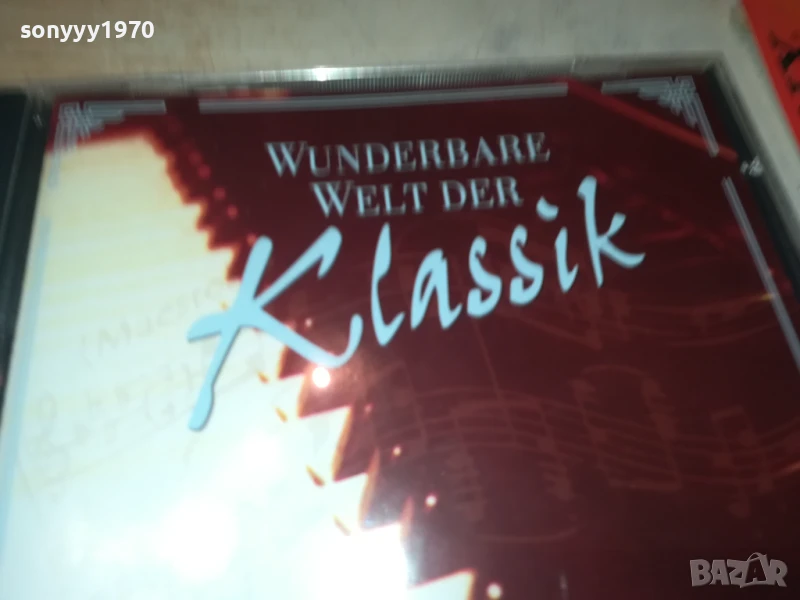 sonyyy1970
WUNDERBARE
WELT DER
Klassik
BAZAR